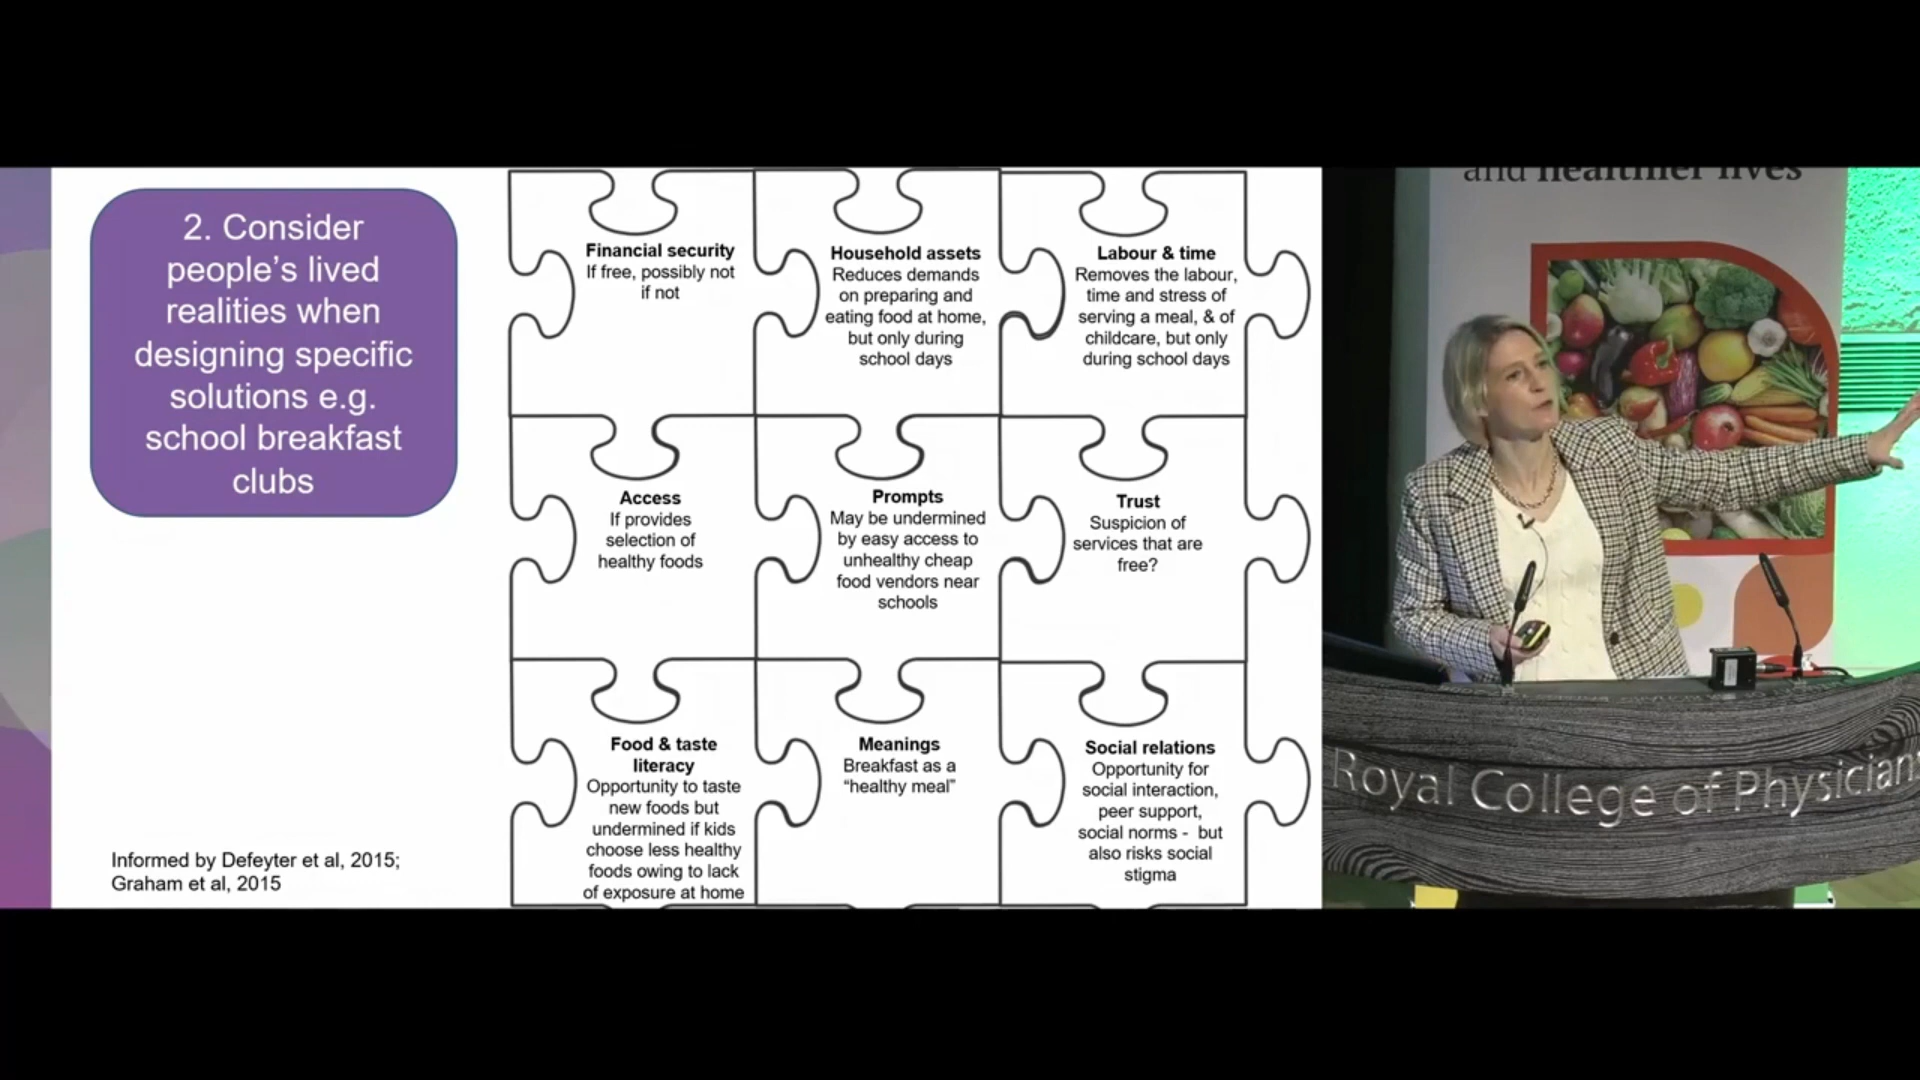 2. Consider
people’s lived
realities when
designing specific
solutions e.g.
school breakfast
clubs
Informed by Defeyter et al, 2015;
Graham et al, 2015
Financial security
If free, possibly not
if not
Household assets
Reduces demands
on preparing and
eating food at home,
but only during
school days
Labour & time
Removes the labour,
time and stress of
serving a meal, & of
childcare, but only
during school days
Access
If provides
selection of
healthy foods
Prompts
May be undermined
by easy access to
unhealthy cheap
food vendors near
schools
Trust
Suspicion of
services that are
free?
Food & taste
literacy
Opportunity to taste
new foods but
undermined if kids
choose less healthy
foods owing to lack
of exposure at home
Meanings
Breakfast as a
“healthy meal”
Social relations
Opportunity for
social interaction,
peer support,
social norms - but
also risks social
stigma
and healthier lives
Royal College of Physicians